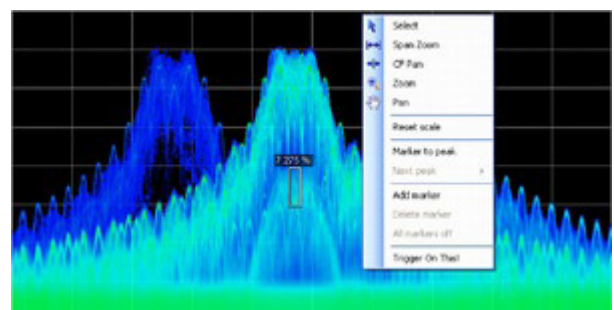 Select
Span Zoom
CF Pan
Zoom
Pan
Reset scale
Marker to peak
Next peak
7.275 %
Add marker
Delete marker
All markers off
Trigger On This!